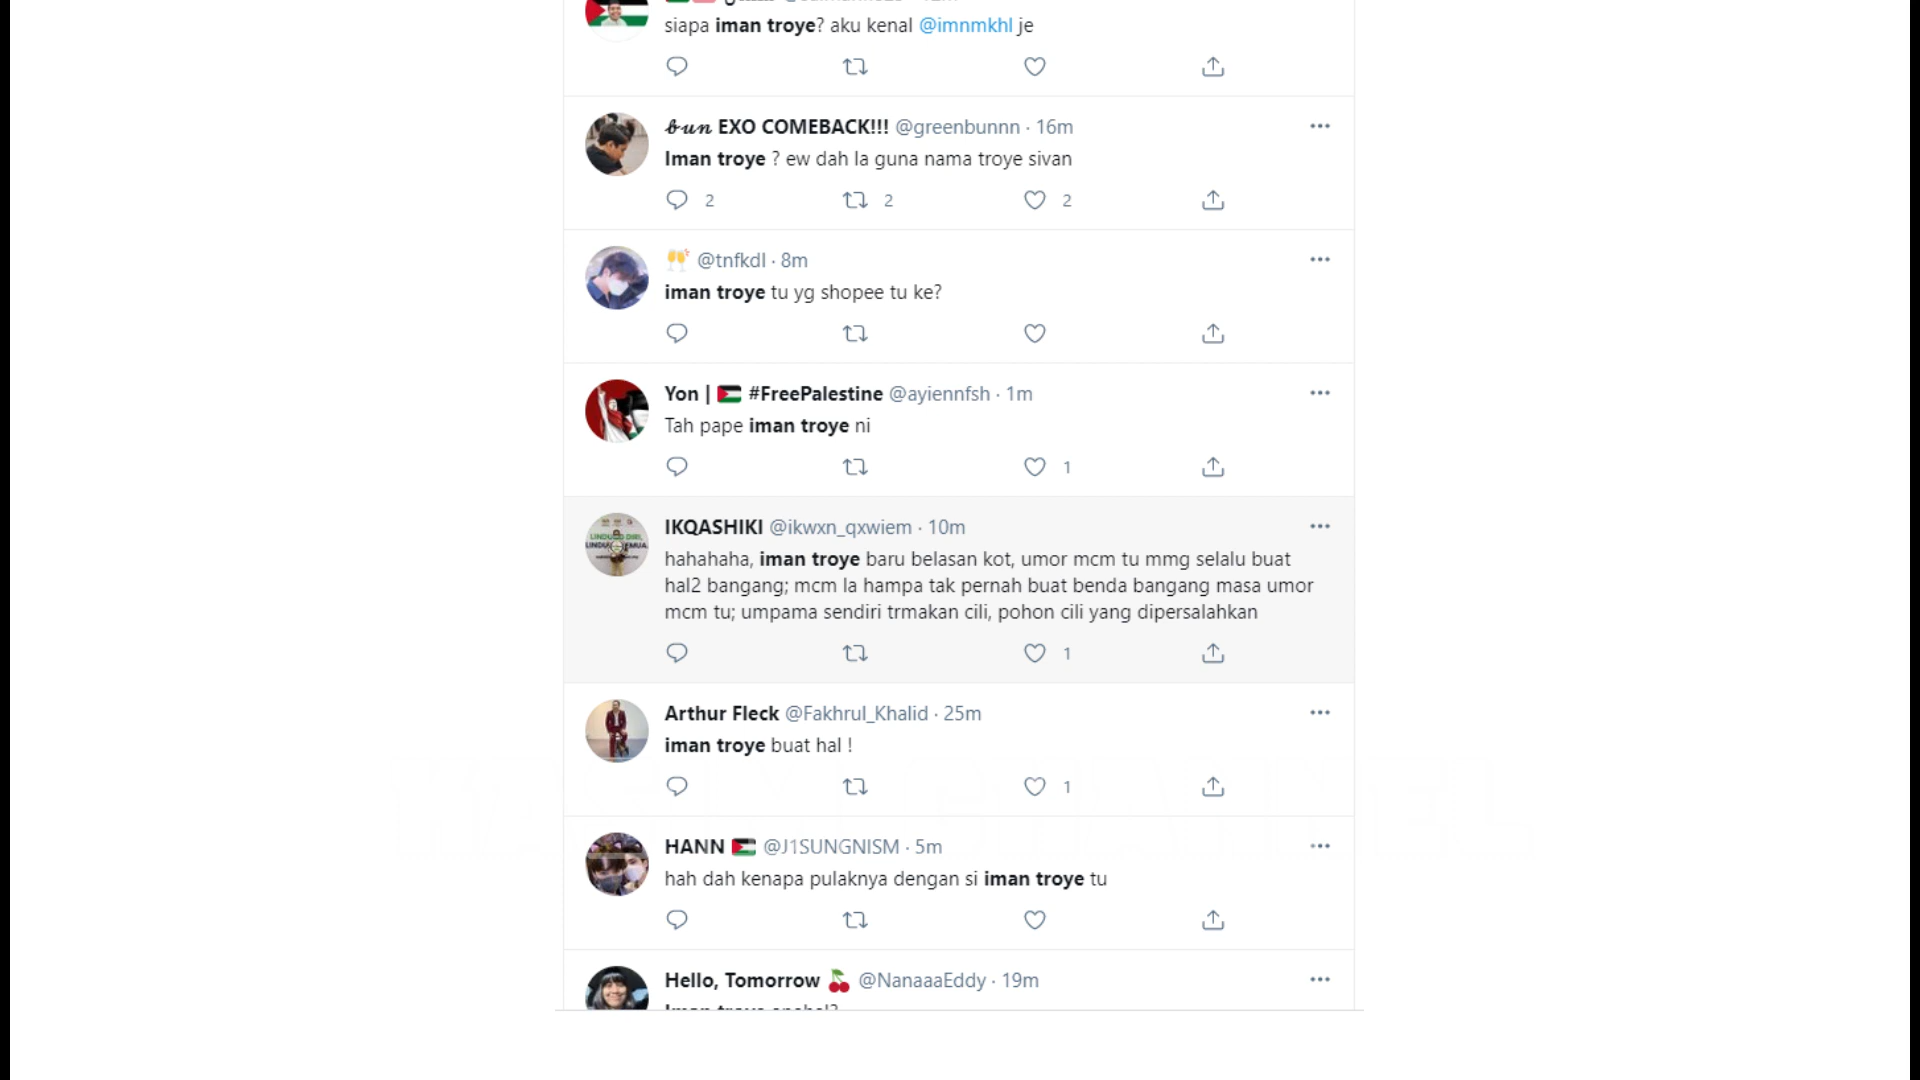 siapa iman troye? aku kenal @imnmkhl je
bun EXO COMEBACK!!! @greenbunnn · 16m
Iman troye ? ew dah la guna nama troye sivan
2 2 2
@tnfkdl · 8m
iman troye tu yg shopee tu ke?
Yon | #FreePalestine @ayiennfsh · 1m
Tah pape iman troye ni
1
IKQASHIKI @ikwxn_qxwiem · 10m
hahahaha, iman troye baru belasan kot, umor mcm tu mmg selalu buat
hal2 bangang; mcm la hampa tak pernah buat benda bangang masa umor
mcm tu; umpama sendiri trmakan cili, pohon cili yang dipersalahkan
1
Arthur Fleck @Fakhrul_Khalid · 25m
iman troye buat hal !
1
HANN @J1SUNGNISM · 5m
hah dah kenapa pulaknya dengan si iman troye tu
Hello, Tomorrow @NanaaaEddy · 19m